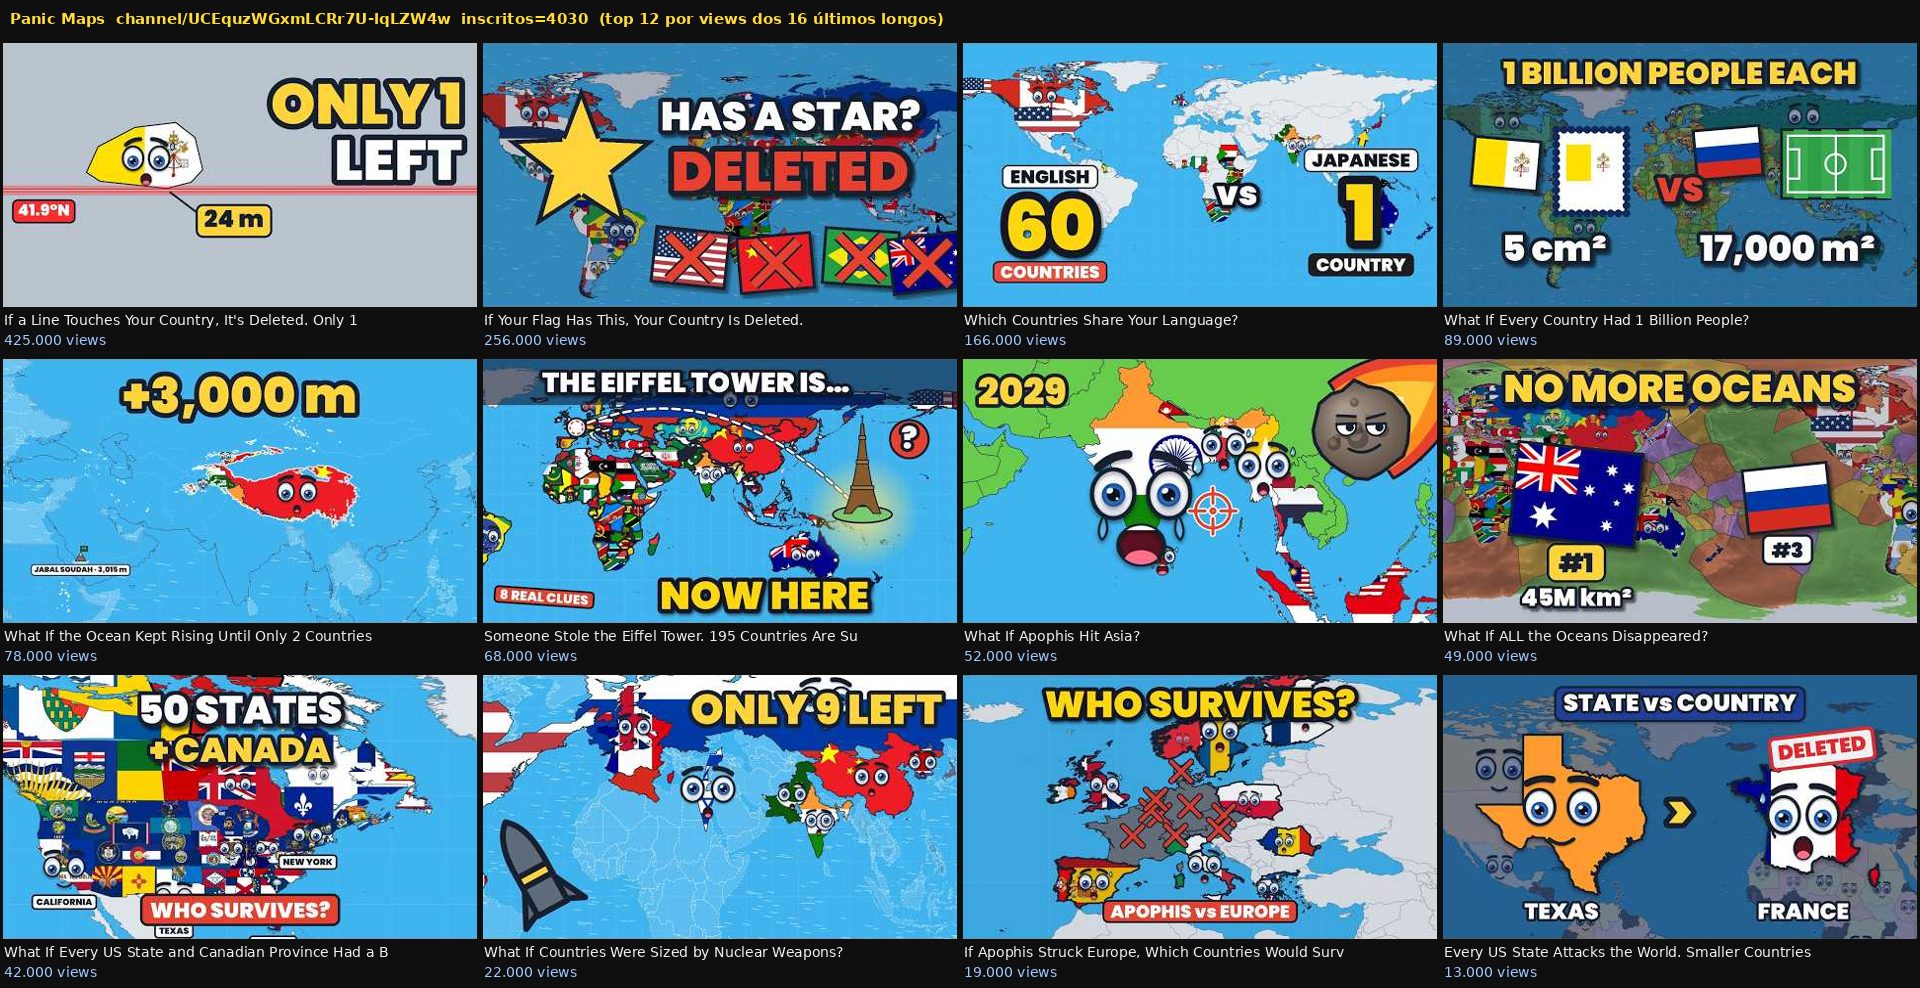 Panic Maps  channel/UCEquzWGxmLCRr7U-lqLZW4w  inscritos=4030  (top 12 por views dos 16 últimos longos)
ONLY 1
LEFT
41.9°N
24 m
If a Line Touches Your Country, It's Deleted. Only 1
425.000 views
HAS A STAR?
DELETED
If Your Flag Has This, Your Country Is Deleted.
256.000 views
ENGLISH
60
COUNTRIES
VS
JAPANESE
1
COUNTRY
Which Countries Share Your Language?
166.000 views
1 BILLION PEOPLE EACH
VS
5 cm²
17,000 m²
What If Every Country Had 1 Billion People?
89.000 views
+3,000 m
JABAL SOUDAH - 3,015 m
What If the Ocean Kept Rising Until Only 2 Countries
78.000 views
THE EIFFEL TOWER IS...
?
8 REAL CLUES
NOW HERE
Someone Stole the Eiffel Tower. 195 Countries Are Su
68.000 views
2029
What If Apophis Hit Asia?
52.000 views
NO MORE OCEANS
#1
45M km²
#3
What If ALL the Oceans Disappeared?
49.000 views
50 STATES
+CANADA
NEW YORK
CALIFORNIA
WHO SURVIVES?
TEXAS
What If Every US State and Canadian Province Had a B
42.000 views
ONLY 9 LEFT
What If Countries Were Sized by Nuclear Weapons?
22.000 views
WHO SURVIVES?
APOPHIS vs EUROPE
If Apophis Struck Europe, Which Countries Would Surv
19.000 views
STATE vs COUNTRY
DELETED
TEXAS
FRANCE
Every US State Attacks the World. Smaller Countries
13.000 views